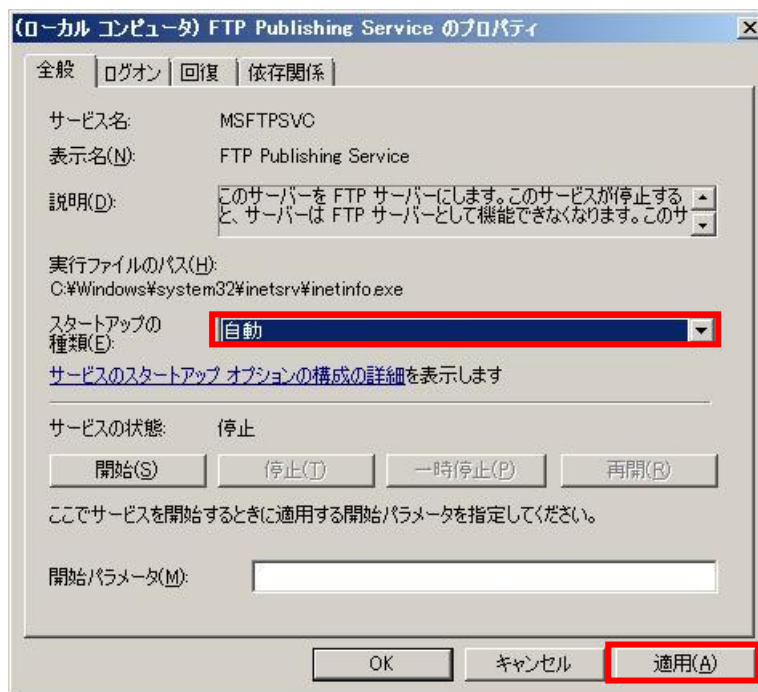 (ローカル コンピュータ) FTP Publishing Service のプロパティ
全般 ログオン 回復 依存関係
サービス名: MSFTPSVC
表示名(N): FTP Publishing Service
説明(D): このサーバーを FTP サーバーにします。このサービスが停止する
と、サーバーは FTP サーバーとして機能できなくなります。このサ
実行ファイルのパス(H):
C:¥Windows¥system32¥inetsrv¥inetinfo.exe
スタートアップの
種類(E): 自動
サービスのスタートアップ オプションの構成の詳細を表示します
サービスの状態: 停止
開始(S) 停止(T) 一時停止(P) 再開(R)
ここでサービスを開始するときに適用する開始パラメータを指定してください。
開始パラメータ(M):
OK キャンセル 適用(A)